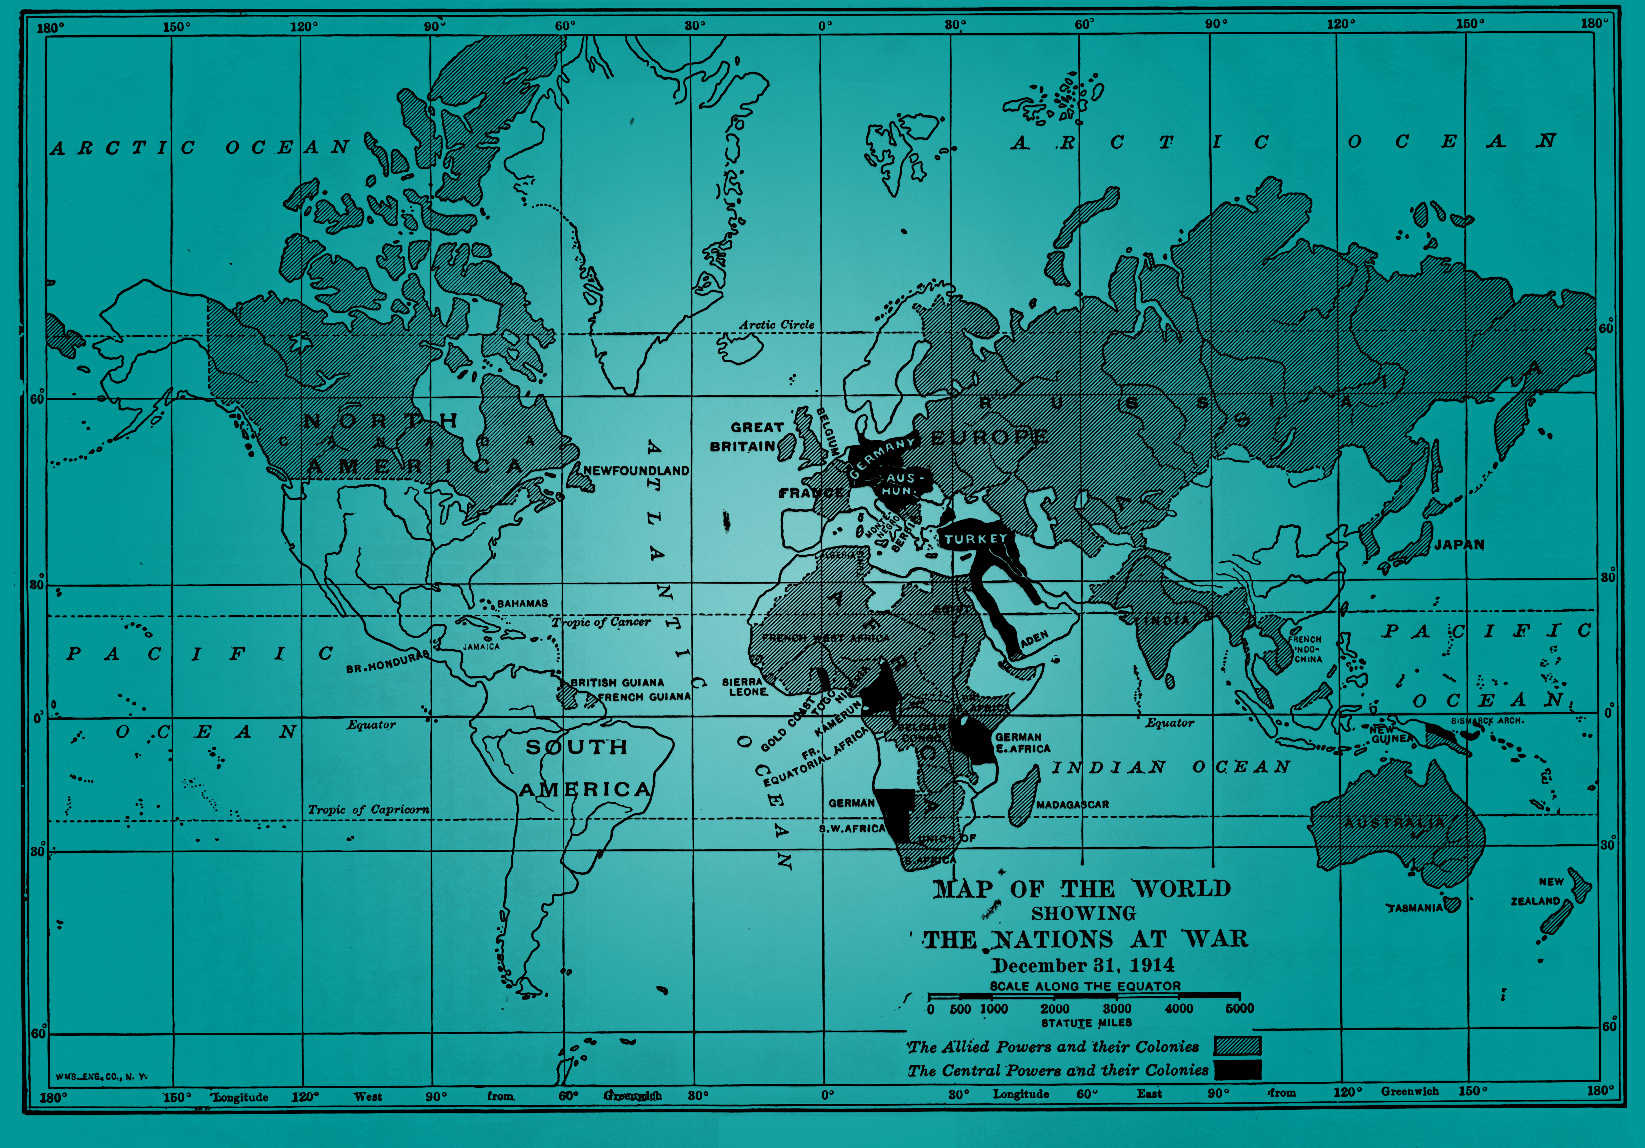 180° 150° 120° 90° 60° 30° 0° 30° 60° 90° 120° 150° 180°
ARCTIC OCEAN
ARCTIC OCEAN
Arctic Circle
60°
60°
NORTH
CANADA
AMERICA
NEWFOUNDLAND
ATLANTIC OCEAN
GREAT
BRITAIN
BELGIUM
GERMANY
AUS-
HUN.
FRANCE
MONTE-
NEGRO
SERBIA
EUROPE
RUSSIA
ASIA
TURKEY
JAPAN
30°
30°
BAHAMAS
Tropic of Cancer
JAMAICA
BR. HONDURAS
PACIFIC
OCEAN
BRITISH GUIANA
FRENCH GUIANA
ALGERIA
AFRICA
EGYPT
FRENCH WEST AFRICA
SIERRA
LEONE
GOLD COAST
TOGO
NIGERIA
KAMERUN
FR.
EQUATORIAL AFRICA
BELGIAN
CONGO
BR.
E. AFRICA
GERMAN
E. AFRICA
ADEN
INDIA
FRENCH
INDO-
CHINA
PACIFIC
OCEAN
0°
Equator
Equator
0°
BISMARCK ARCH.
NEW
GUINEA
SOUTH
AMERICA
INDIAN OCEAN
Tropic of Capricorn
GERMAN
S.W. AFRICA
MADAGASCAR
UNION OF
S. AFRICA
AUSTRALIA
30°
30°
TASMANIA
NEW
ZEALAND
MAP OF THE WORLD
SHOWING
THE NATIONS AT WAR
December 31, 1914
SCALE ALONG THE EQUATOR
0 500 1000 2000 3000 4000 5000
STATUTE MILES
60°
60°
The Allied Powers and their Colonies
The Central Powers and their Colonies
WMS. ENG. CO., N. Y.
180° 150° Longitude 120° West 90° from 60° Greenwich 30° 0° 30° Longitude 60° East 90° from 120° Greenwich 150° 180°